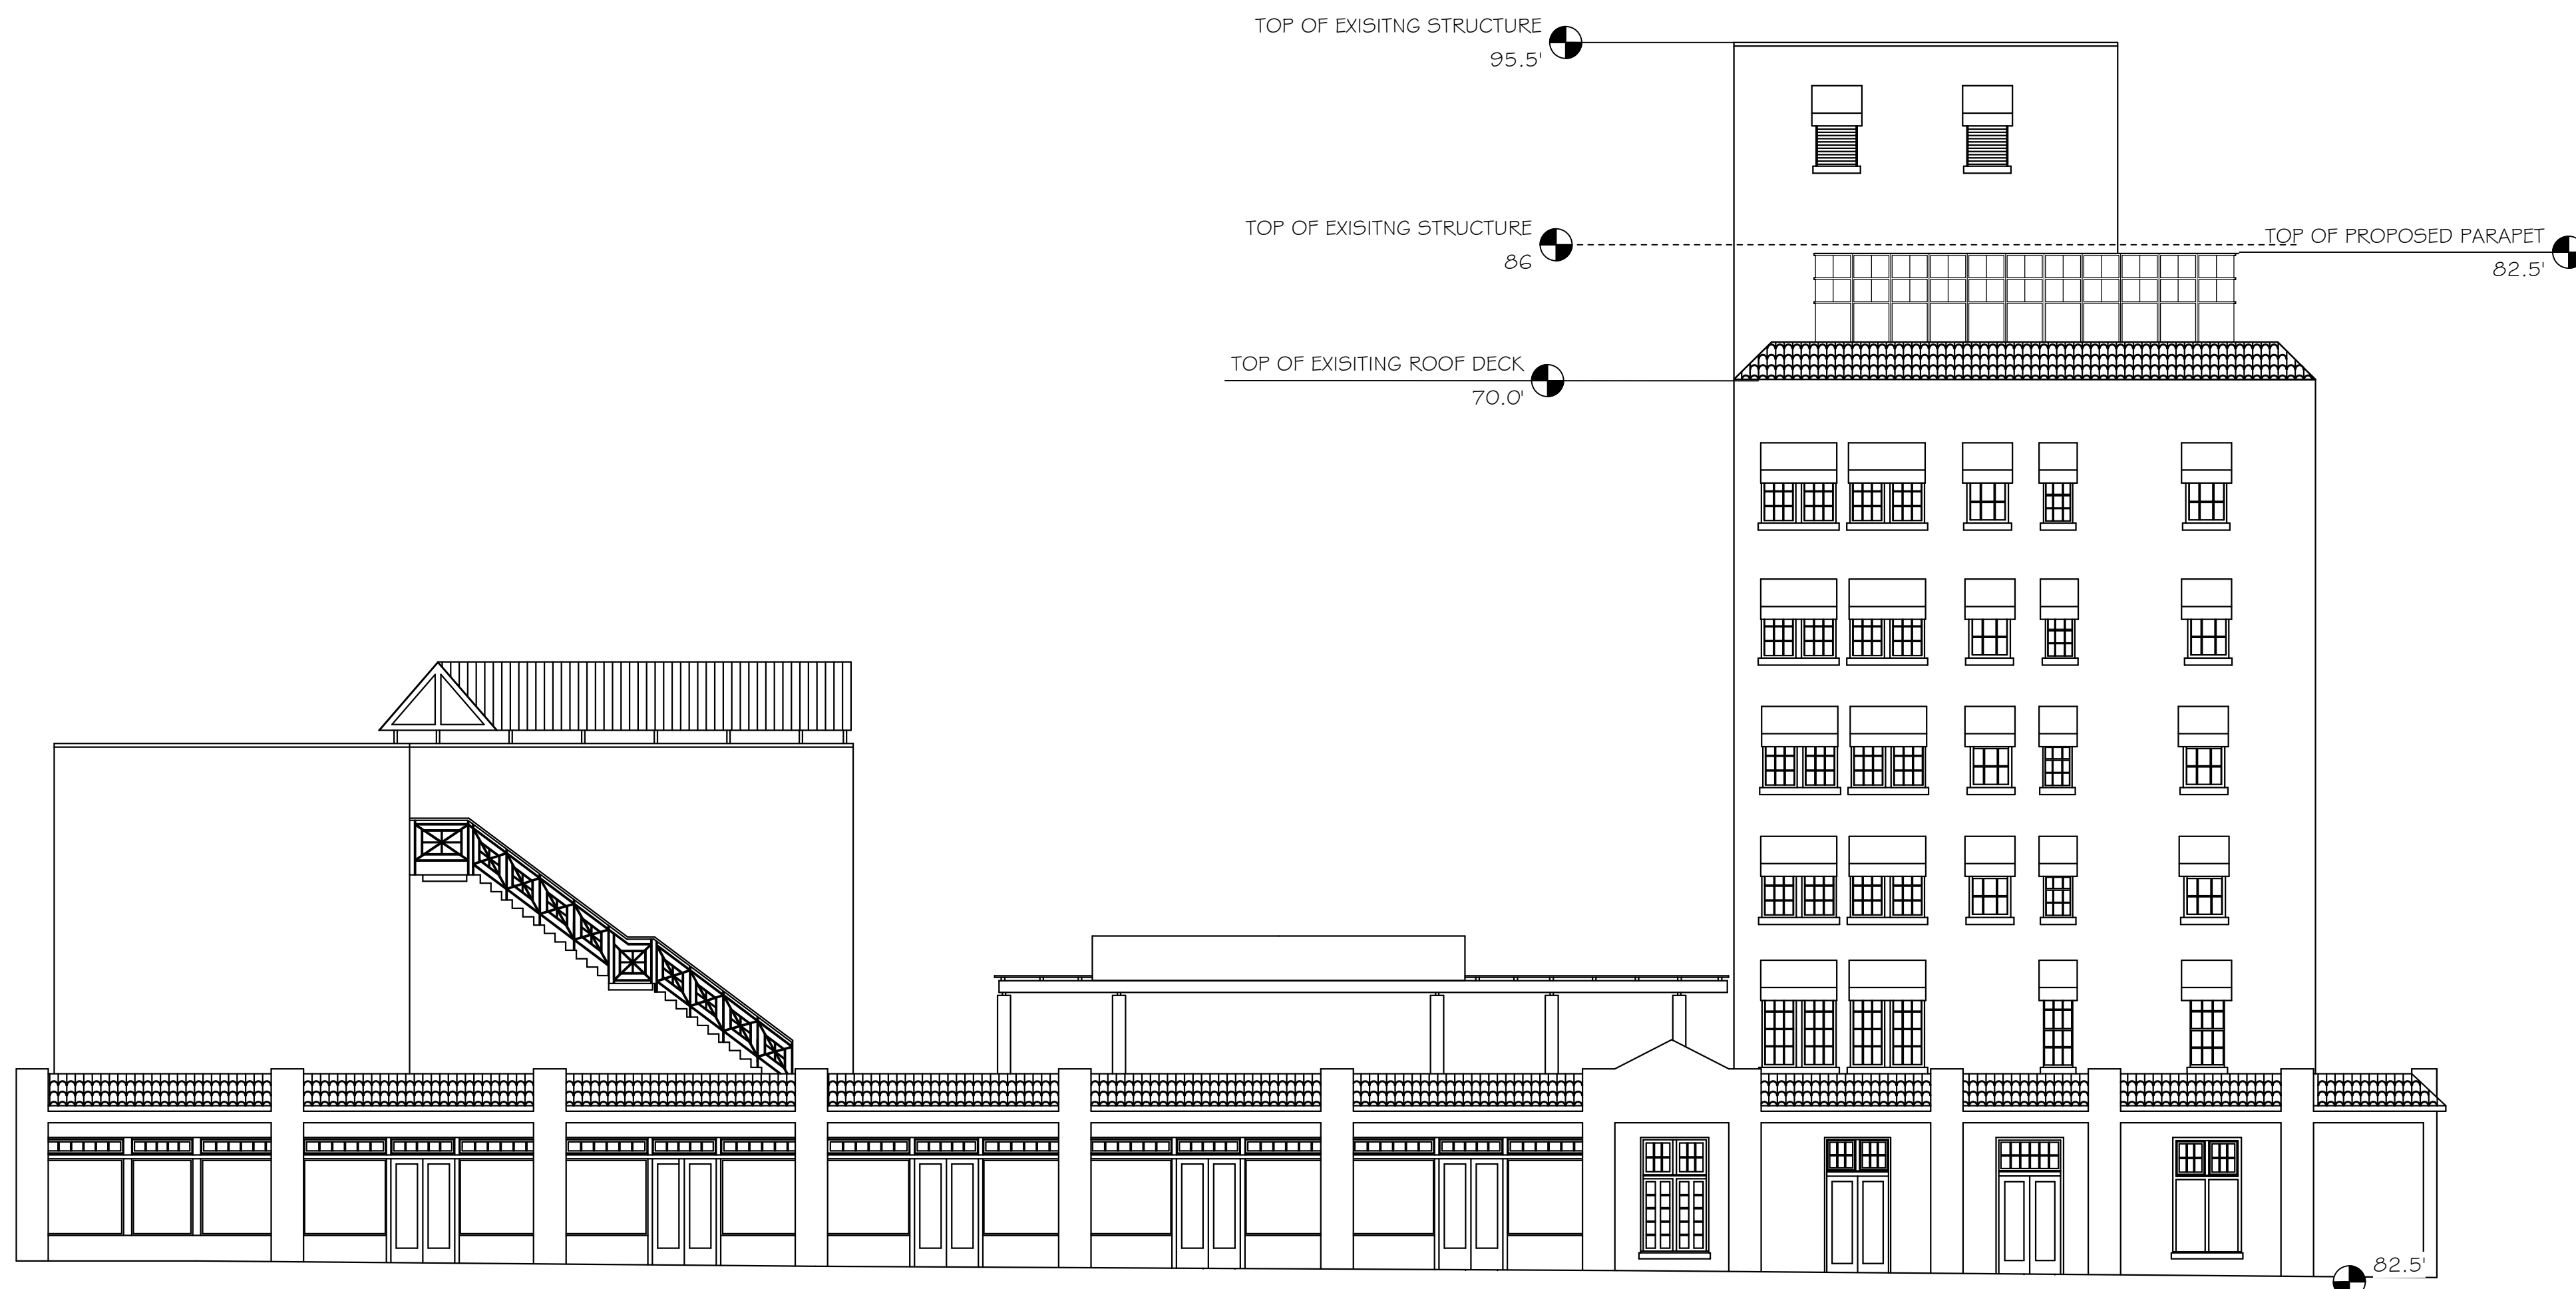 TOP OF EXISITNG STRUCTURE
95.5'
TOP OF EXISITNG STRUCTURE
86
TOP OF PROPOSED PARAPET
82.5'
TOP OF EXISITING ROOF DECK
70.0'
82.5'